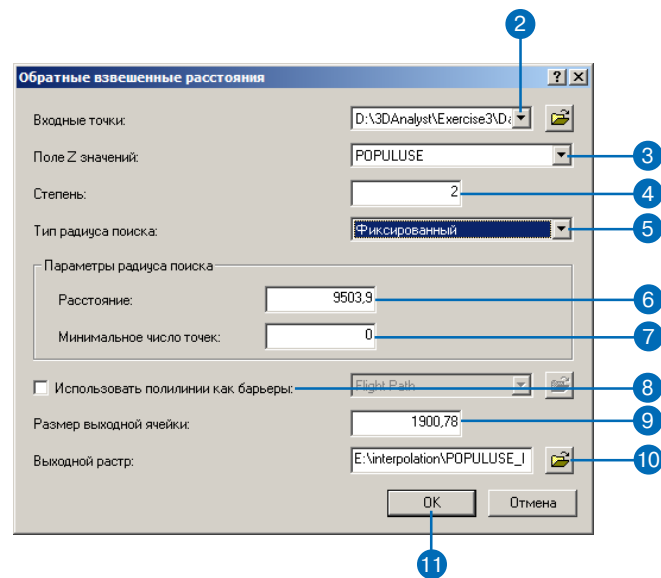 2
Обратные взвешенные расстояния
Входные точки: D:\3DAnalyst\Exercise3\Da
Поле Z значений: POPULUSE 3
Степень: 2 4
Тип радиуса поиска: Фиксированный 5
Параметры радиуса поиска
Расстояние: 9503,9 6
Минимальное число точек: 0 7
Использовать полилинии как барьеры: Flight Path 8
Размер выходной ячейки: 1900,78 9
Выходной растр: E:\interpolation\POPULUSE_I 10
OK Отмена
11